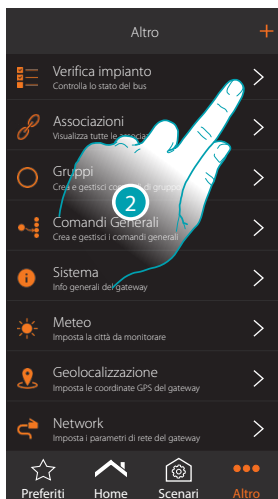 Altro
Verifica impianto
Controlla lo stato del bus
Associazioni
Visualizza tutte le
Gruppi
Crea e gestisci di gruppo
2
Comandi Generali
Crea e gestisci i comandi generali
Sistema
Info generali del gateway
Meteo
Imposta la città da monitorare
Geolocalizzazione
Imposta le coordinate GPS del gateway
Network
Imposta i parametri di rete del gateway
Preferiti Home Scenari Altro